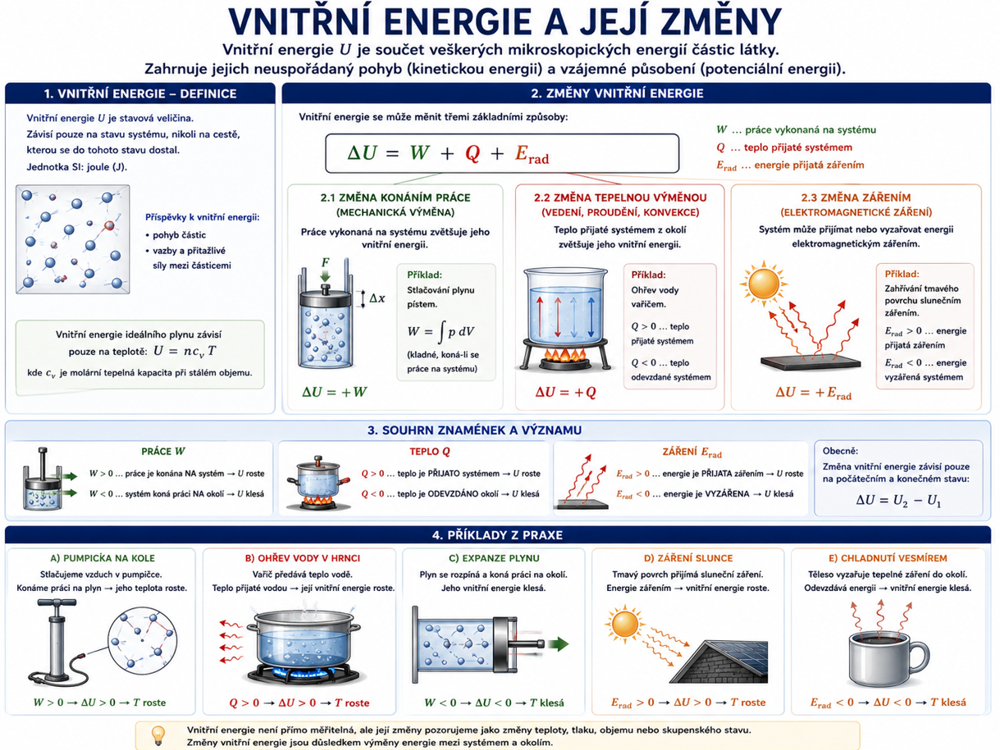 VNITŘNÍ ENERGIE A JEJÍ ZMĚNY
Vnitřní energie U je součet veškerých mikroskopických energií částic látky.
Zahrnuje jejich neuspořádaný pohyb (kinetickou energii) a vzájemné působení (potenciální energii).
1. VNITŘNÍ ENERGIE – DEFINICE
Vnitřní energie U je stavová veličina.
Závisí pouze na stavu systému, nikoli na cestě,
kterou se do tohoto stavu dostal.
Jednotka SI: joule (J).
Příspěvky k vnitřní energii:
• pohyb částic
• vazby a přitažlivé
síly mezi částicemi
Vnitřní energie ideálního plynu závisí
pouze na teplotě: U = nc_v T
kde c_v je molární tepelná kapacita při stálém objemu.
2. ZMĚNY VNITŘNÍ ENERGIE
Vnitřní energie se může měnit třemi základními způsoby:
ΔU = W + Q + E_rad
W … práce vykonaná na systému
Q … teplo přijaté systémem
E_rad … energie přijatá zářením
2.1 ZMĚNA KONÁNÍM PRÁCE
(MECHANICKÁ VÝMĚNA)
Práce vykonaná na systému zvětšuje jeho
vnitřní energii.
F
Δx
Příklad:
Stlačování plynu
pístem.
W = ∫ p dV
(kladné, koná-li se
práce na systému)
ΔU = +W
2.2 ZMĚNA TEPELNOU VÝMĚNOU
(VEDENÍ, PROUDĚNÍ, KONVEKCE)
Teplo přijaté systémem z okolí
zvětšuje jeho vnitřní energii.
Příklad:
Ohřev vody
vařičem.
Q > 0 … teplo
přijaté systémem
Q < 0 … teplo
odevzdané systémem
ΔU = +Q
2.3 ZMĚNA ZÁŘENÍM
(ELEKTROMAGNETICKÉ ZÁŘENÍ)
Systém může přijímat nebo vyzařovat energii
elektromagnetickým zářením.
Příklad:
Zahřívání tmavého
povrchu slunečním
zářením.
E_rad > 0 … energie
přijatá zářením
E_rad < 0 … energie
vyzářená systémem
ΔU = +E_rad
3. SOUHRN ZNAMÉNEK A VÝZNAMU
PRÁCE W
W > 0 … práce je konána NA systém → U roste
W < 0 … systém koná práci NA okolí → U klesá
TEPLO Q
Q > 0 … teplo je PŘIJATO systémem → U roste
Q < 0 … teplo je ODEVZDÁNO okolí → U klesá
ZÁŘENÍ E_rad
E_rad > 0 … energie je PŘIJATA zářením → U roste
E_rad < 0 … energie je VYZÁŘENA → U klesá
Obecně:
Změna vnitřní energie závisí pouze
na počátečním a konečném stavu:
ΔU = U₂ − U₁
4. PŘÍKLADY Z PRAXE
A) PUMPIČKA NA KOLE
Stlačujeme vzduch v pumpičce.
Konáme práci na plyn → jeho teplota roste.
W > 0 → ΔU > 0 → T roste
B) OHŘEV VODY V HRNCI
Vařič předává teplo vodě.
Teplo přijaté vodou → její vnitřní energie roste.
Q > 0 → ΔU > 0 → T roste
C) EXPANZE PLYNU
Plyn se rozpíná a koná práci na okolí.
Jeho vnitřní energie klesá.
W < 0 → ΔU < 0 → T klesá
D) ZÁŘENÍ SLUNCE
Tmavý povrch přijímá sluneční záření.
Energie zářením → vnitřní energie roste.
E_rad > 0 → ΔU > 0 → T roste
E) CHLADNUTÍ VESMÍREM
Těleso vyzařuje tepelné záření do okolí.
Odevzdává energii → vnitřní energie klesá.
E_rad < 0 → ΔU < 0 → T klesá
Vnitřní energie není přímo měřitelná, ale její změny pozorujeme jako změny teploty, tlaku, objemu nebo skupenského stavu.
Změny vnitřní energie jsou důsledkem výměny energie mezi systémem a okolím.